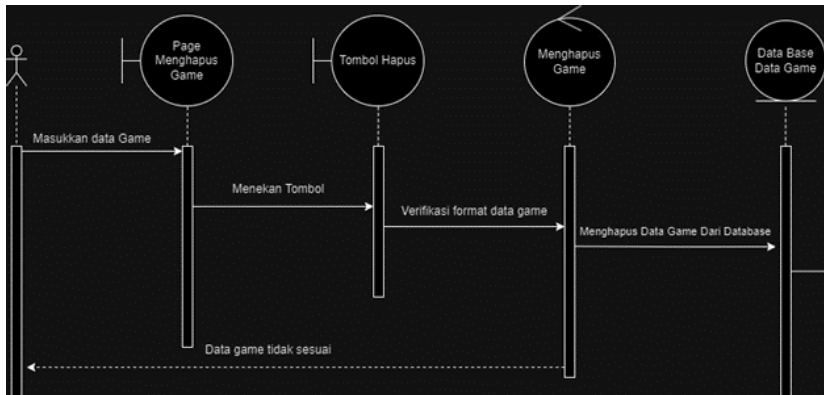 Page
Menghapus
Game
Tombol Hapus
Menghapus
Game
Data Base
Data Game
Masukkan data Game
Menekan Tombol
Verifikasi format data game
Menghapus Data Game Dari Database
Data game tidak sesuai